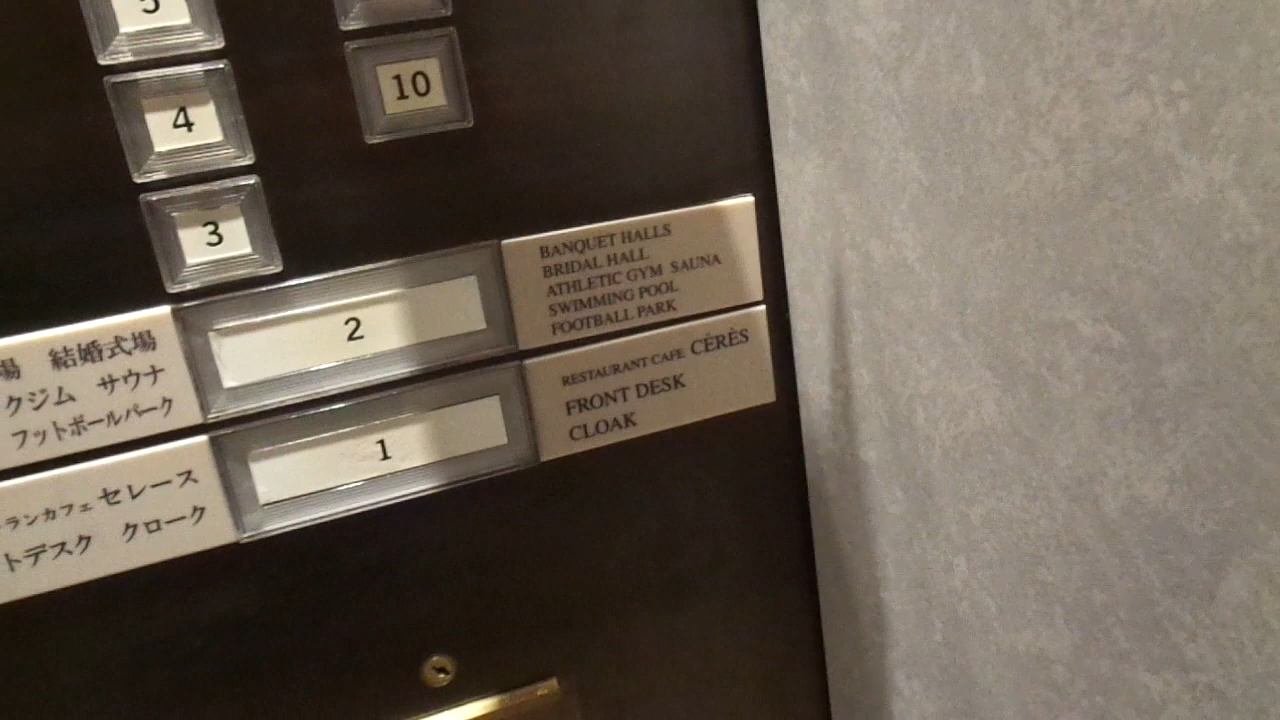 5
4
10
3
場 結婚式場
クジム サウナ
フットボールパーク
2
BANQUET HALLS
BRIDAL HALL
ATHLETIC GYM SAUNA
SWIMMING POOL
FOOTBALL PARK
ランカフェ セレース
トデスク クローク
1
RESTAURANT CAFE CÉRÈS
FRONT DESK
CLOAK